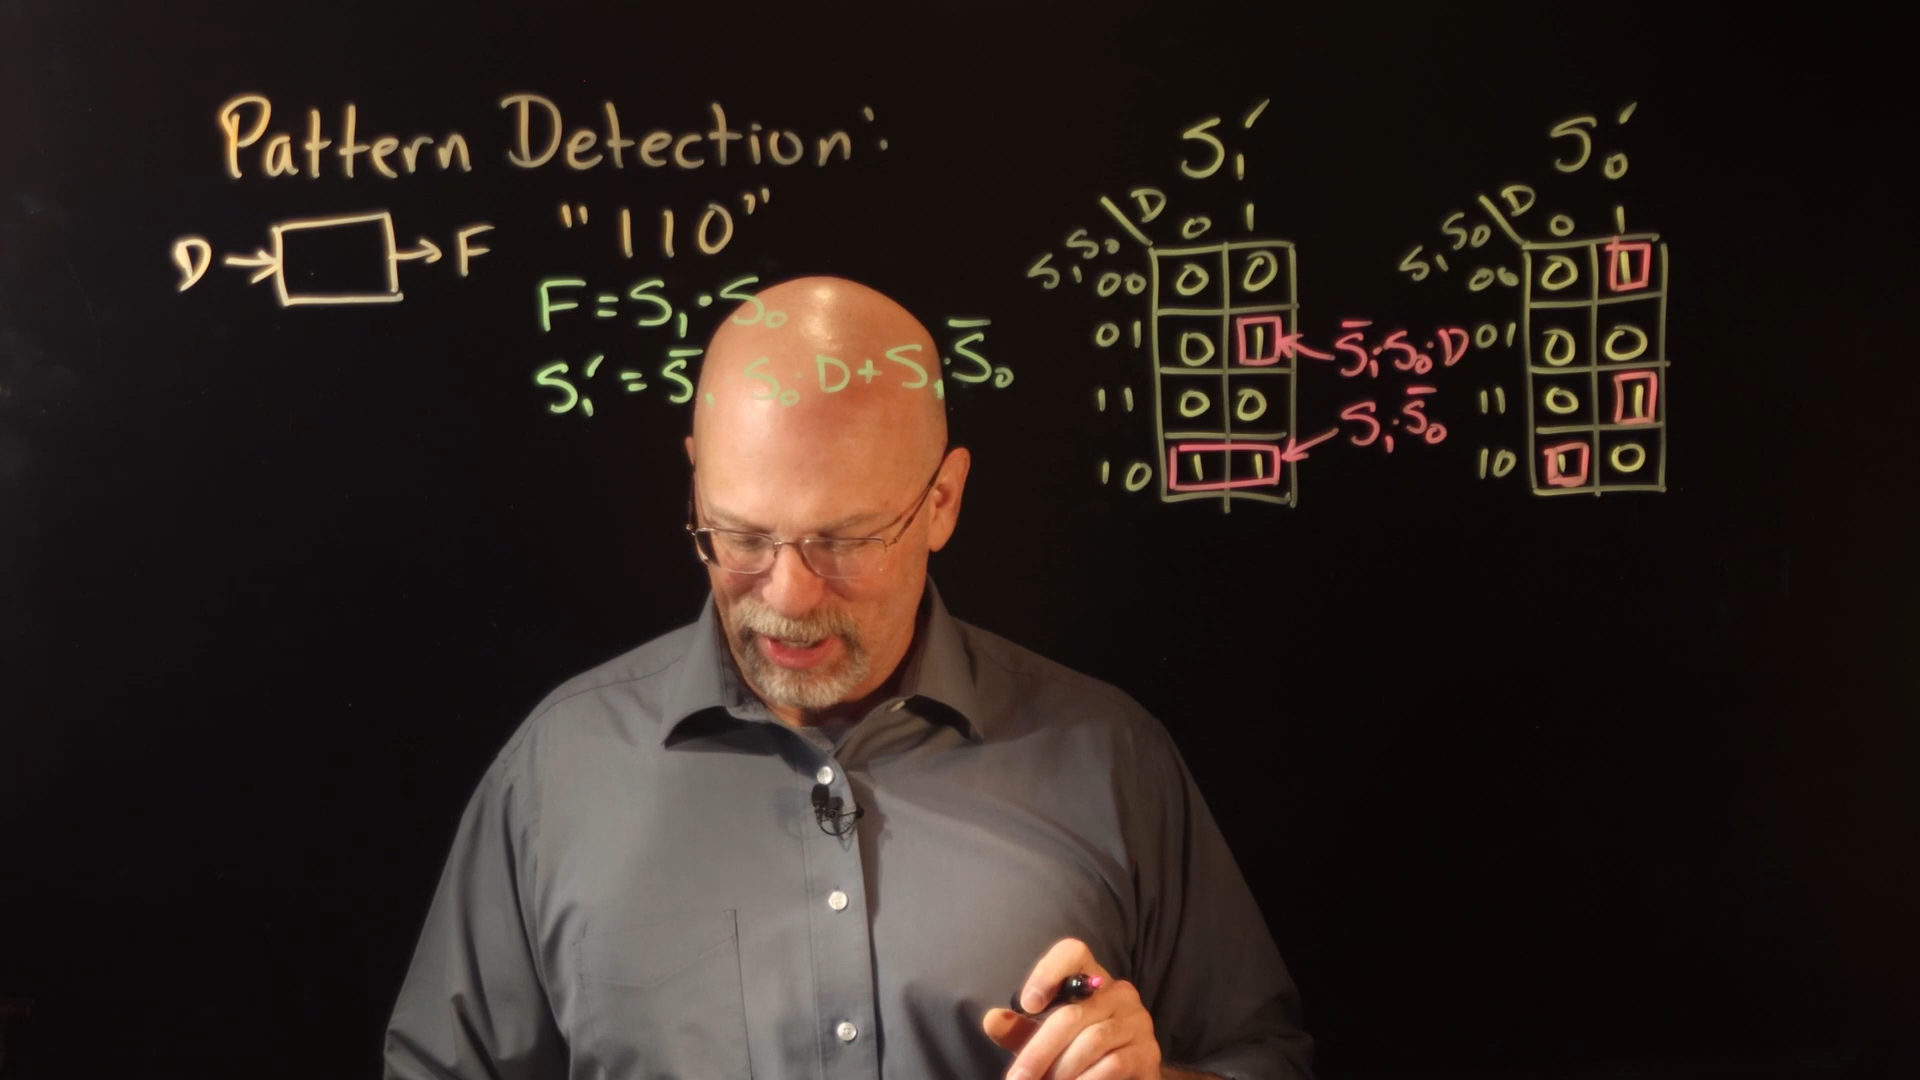 Pattern Detection:
D → → F "110"
F = S₁·S₀
S₁′ = S̅₁ S₀·D + S₁·S̅₀
S₁′
S₁S₀ \ D 0 1
00 0 0
01 0 1 S̅₁·S₀·D
11 0 0
10 1 1 S₁·S̅₀
S₀′
S₁S₀ \ D 0 1
00 0 1
01 0 0
11 0 1
10 1 0